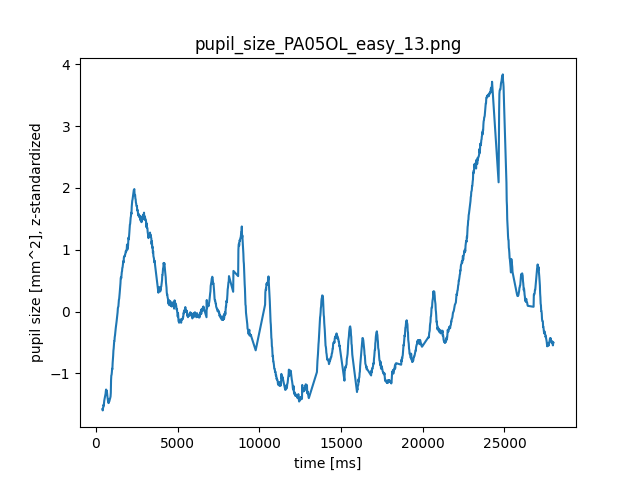 pupil_size_PA05OL_easy_13.png
pupil size [mm^2], z-standardized
4
3
2
1
0
−1
0 5000 10000 15000 20000 25000
time [ms]